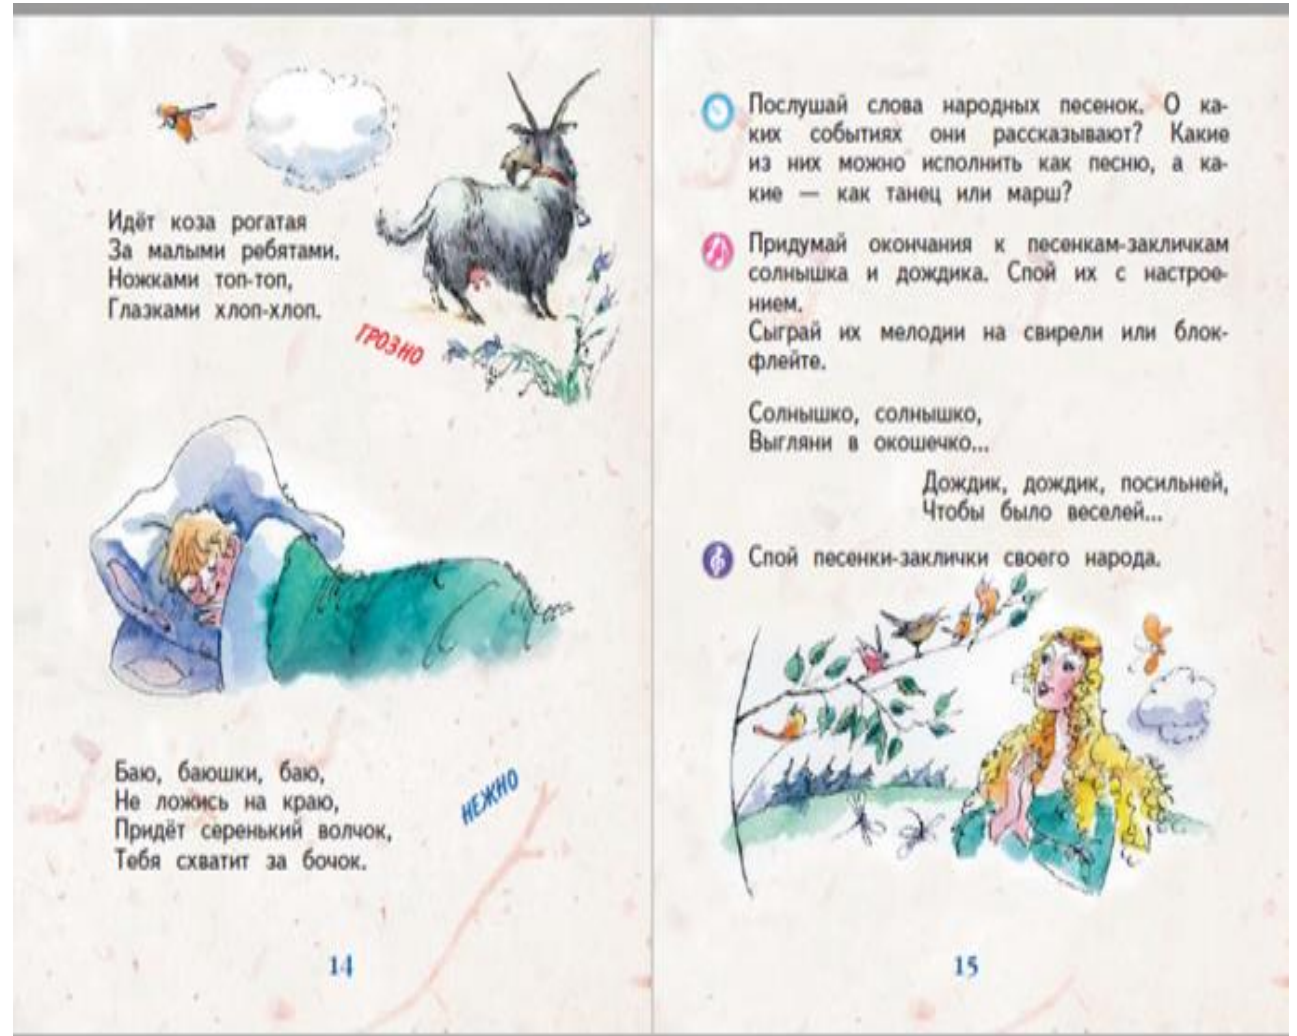 Идёт коза рогатая
За малыми ребятами.
Ножками топ-топ,
Глазками хлоп-хлоп.
ГРОЗНО
Баю, баюшки, баю,
Не ложись на краю,
Придёт серенький волчок,
Тебя схватит за бочок.
НЕЖНО
14
Послушай слова народных песенок. О ка-
ких событиях они рассказывают? Какие
из них можно исполнить как песню, а ка-
кие — как танец или марш?
Придумай окончания к песенкам-закличкам
солнышка и дождика. Спой их с настрое-
нием.
Сыграй их мелодии на свирели или блок-
флейте.
Солнышко, солнышко,
Выгляни в окошечко...
Дождик, дождик, посильней,
Чтобы было веселей...
Спой песенки-заклички своего народа.
15